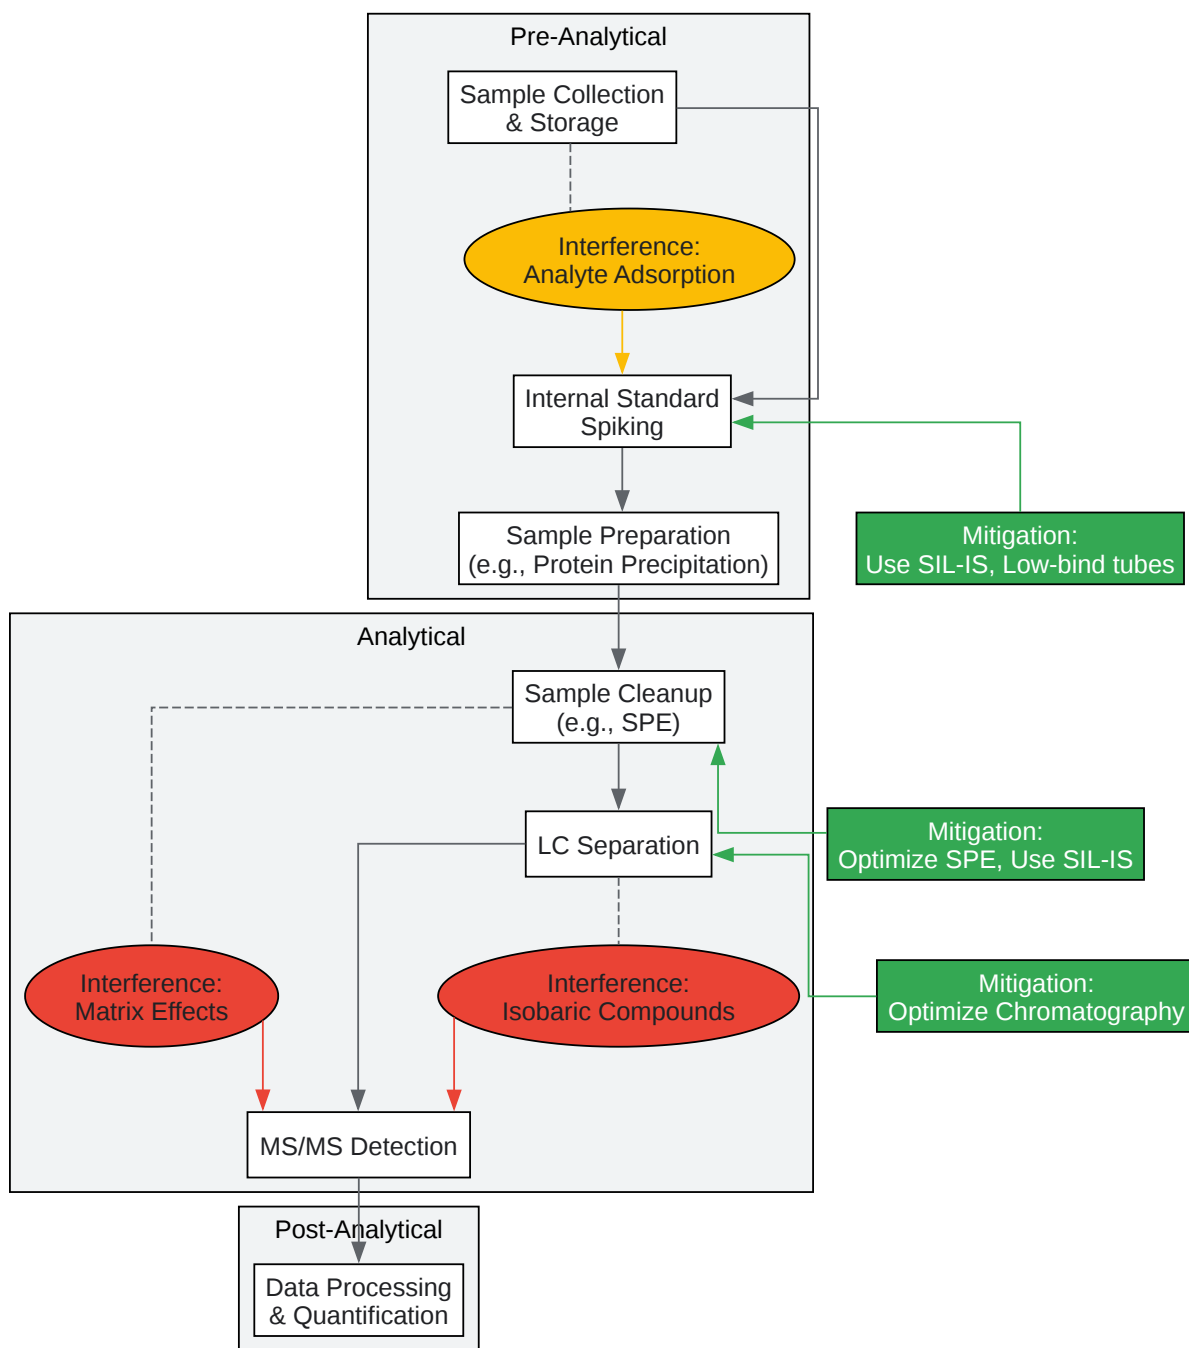 Pre-Analytical
Sample Collection
& Storage
Interference:
Analyte Adsorption
Internal Standard
Spiking
Sample Preparation
(e.g., Protein Precipitation)
Mitigation:
Use SIL-IS, Low-bind tubes
Analytical
Sample Cleanup
(e.g., SPE)
LC Separation
Mitigation:
Optimize SPE, Use SIL-IS
Interference:
Matrix Effects
Interference:
Isobaric Compounds
Mitigation:
Optimize Chromatography
MS/MS Detection
Post-Analytical
Data Processing
& Quantification